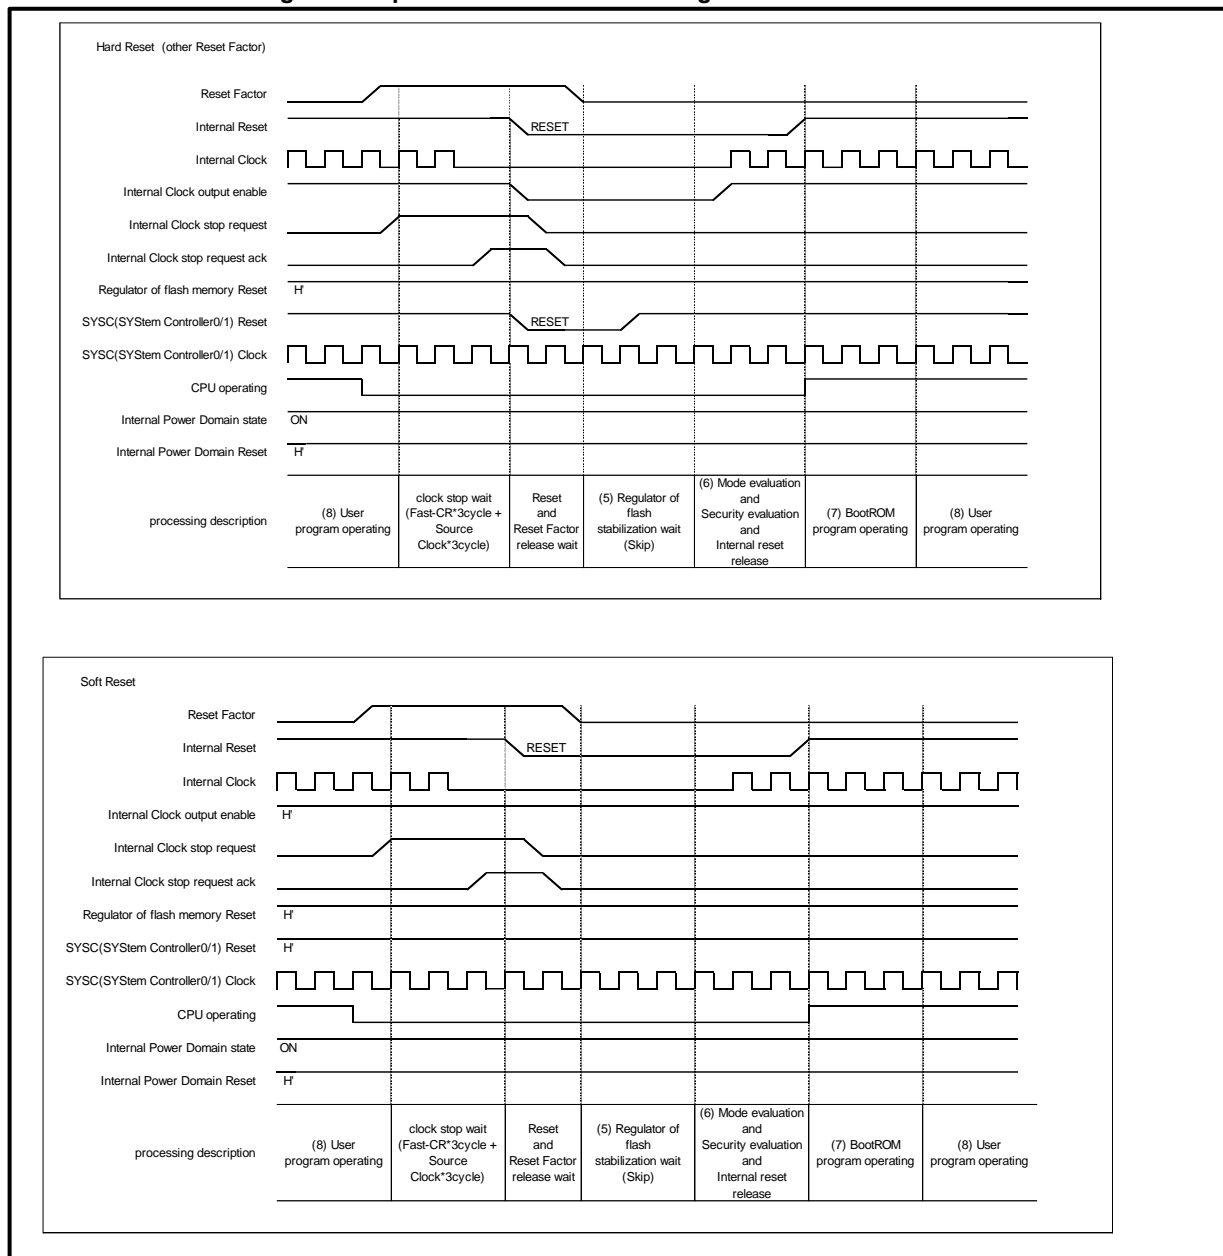 Hard Reset (other Reset Factor)
Reset Factor
Internal Reset
RESET
Internal Clock
Internal Clock output enable
Internal Clock stop request
Internal Clock stop request ack
Regulator of flash memory Reset
H'
SYSC(SYStem Controller0/1) Reset
RESET
SYSC(SYStem Controller0/1) Clock
CPU operating
Internal Power Domain state
ON
Internal Power Domain Reset
H'
processing description
(8) User
program operating
clock stop wait
(Fast-CR*3cycle +
Source
Clock*3cycle)
Reset
and
Reset Factor
release wait
(5) Regulator of
flash
stabilization wait
(Skip)
(6) Mode evaluation
and
Security evaluation
and
Internal reset
release
(7) BootROM
program operating
(8) User
program operating
Soft Reset
Reset Factor
Internal Reset
RESET
Internal Clock
Internal Clock output enable
H'
Internal Clock stop request
Internal Clock stop request ack
Regulator of flash memory Reset
H'
SYSC(SYStem Controller0/1) Reset
H'
SYSC(SYStem Controller0/1) Clock
CPU operating
Internal Power Domain state
ON
Internal Power Domain Reset
H'
processing description
(8) User
program operating
clock stop wait
(Fast-CR*3cycle +
Source
Clock*3cycle)
Reset
and
Reset Factor
release wait
(5) Regulator of
flash
stabilization wait
(Skip)
(6) Mode evaluation
and
Security evaluation
and
Internal reset
release
(7) BootROM
program operating
(8) User
program operating